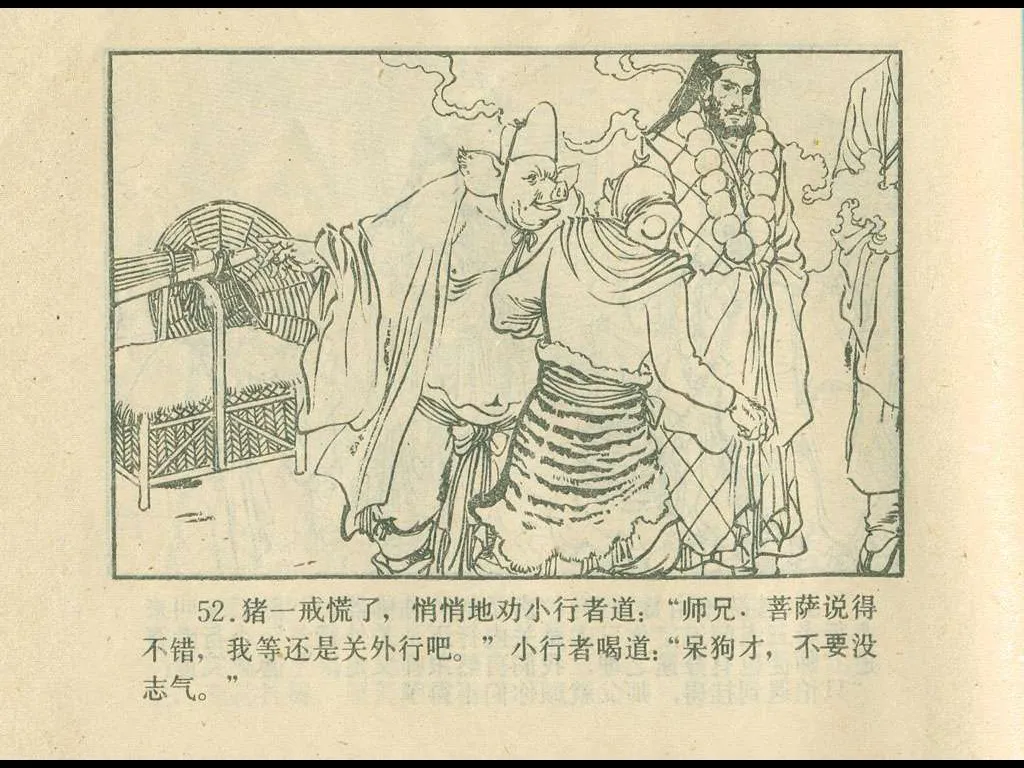 52.猪一戒慌了，悄悄地劝小行者道：“师兄．菩萨说得
不错，我等还是关外行吧。”小行者喝道：“呆狗才，不要没
志气。”